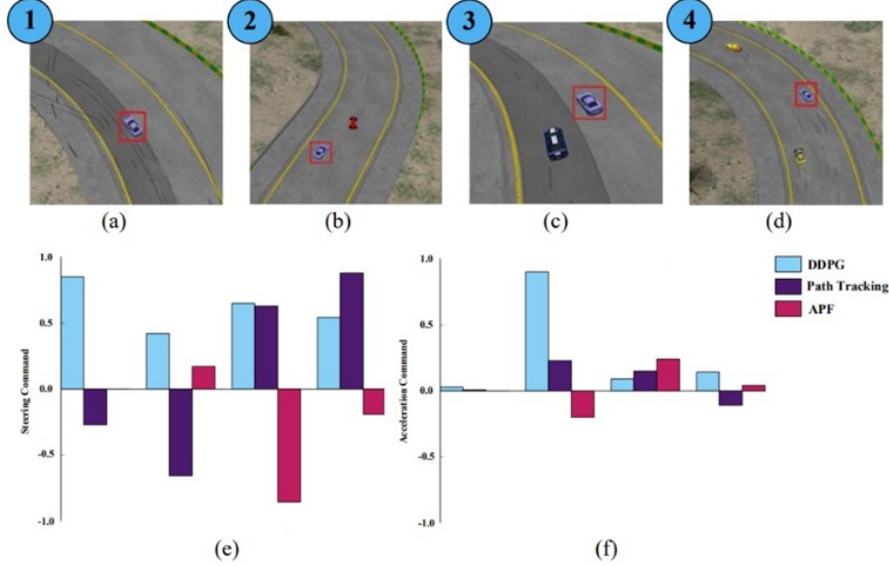 1
2
3
4
(a)
(b)
(c)
(d)
1.0
0.5
0.0
-0.5
-1.0
Steering Command
(e)
1.0
0.5
0.0
-0.5
-1.0
Acceleration Command
(f)
DDPG
Path Tracking
APF